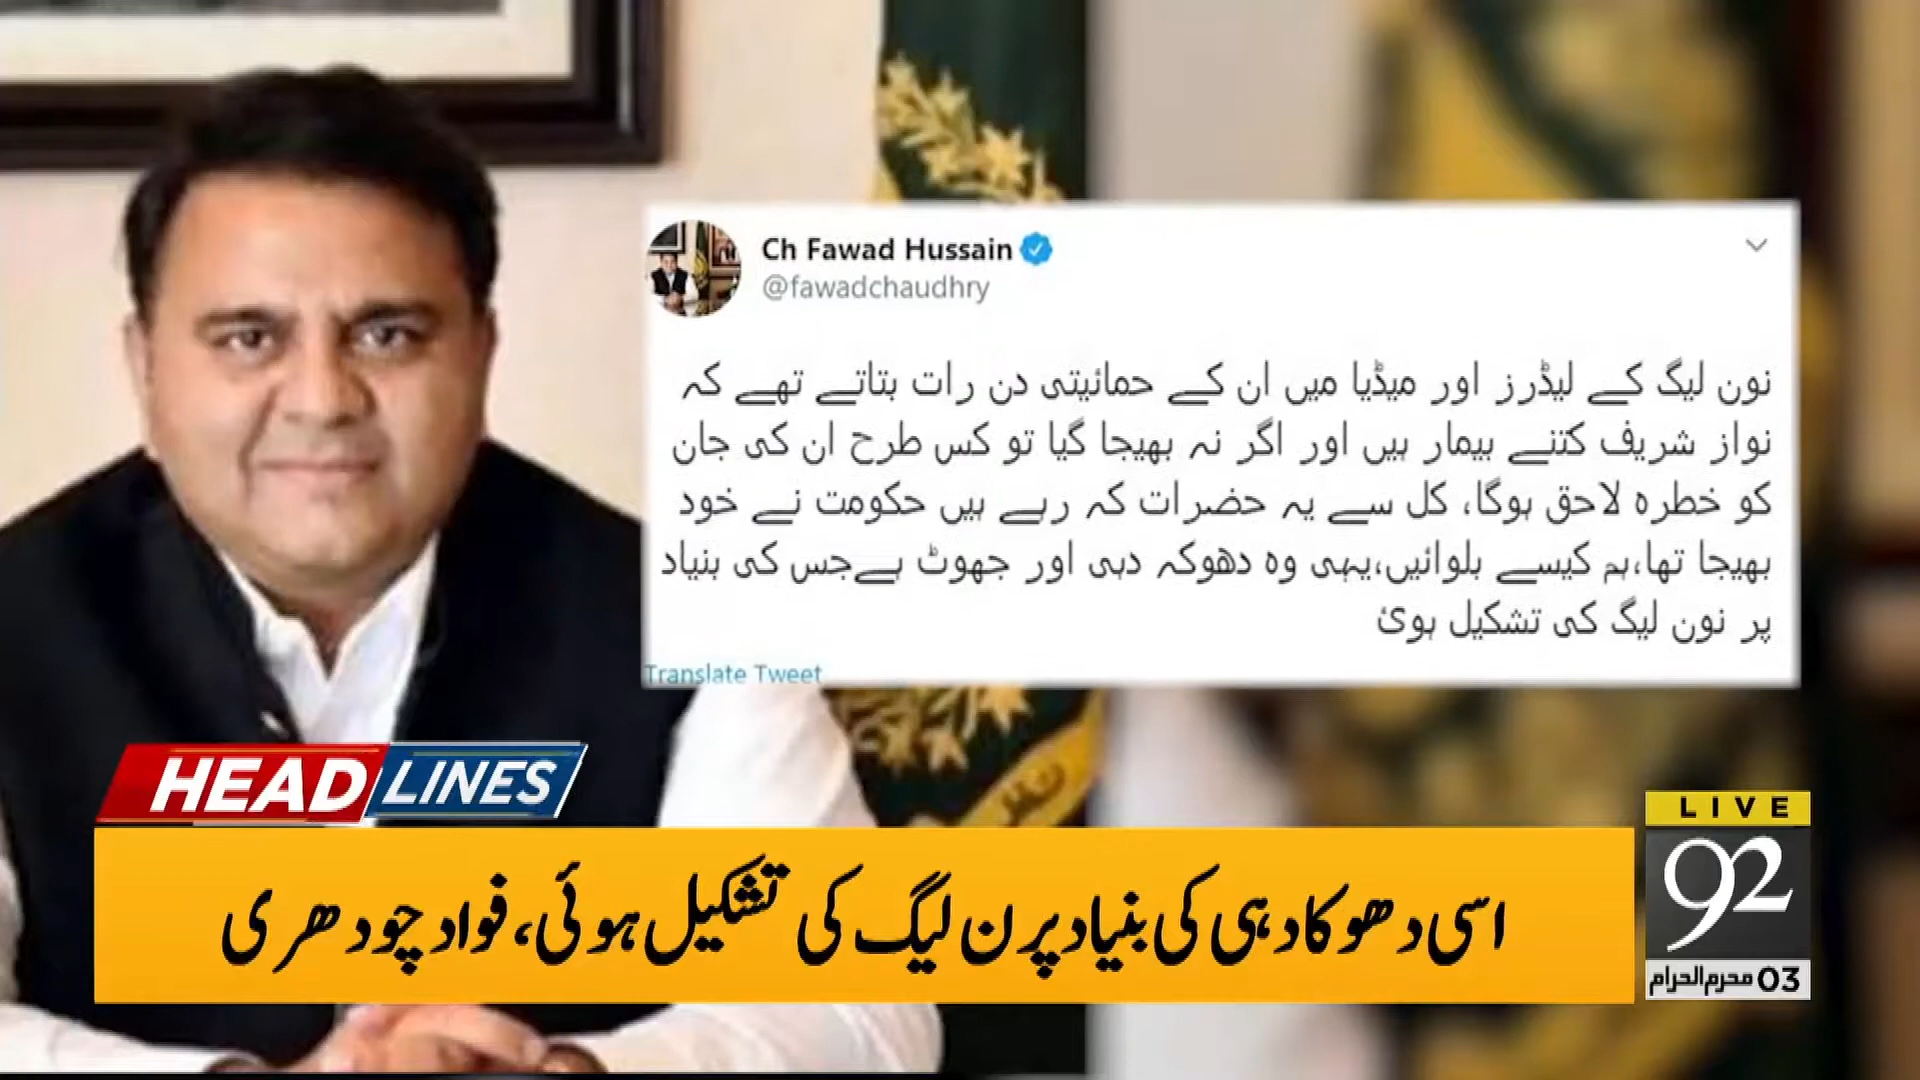 Ch Fawad Hussain
@fawadchaudhry
نون لیگ کے لیڈرز اور میڈیا میں ان کے حمائیتی دن رات بتاتے تھے کہ
نواز شریف کتنے بیمار ہیں اور اگر نہ بھیجا گیا تو کس طرح ان کی جان
کو خطرہ لاحق ہوگا، کل سے یہ حضرات کہ رہے ہیں حکومت نے خود
بھیجا تھا،ہم کیسے بلوائیں،یہی وہ دھوکہ دہی اور جھوٹ ہےجس کی بنیاد
پر نون لیگ کی تشکیل ہوئ
Translate Tweet
HEADLINES
LIVE
92
اسی دھوکا دہی کی بنیاد پر ن لیگ کی تشکیل ہوئی، فواد چودھری
03 محرم الحرام